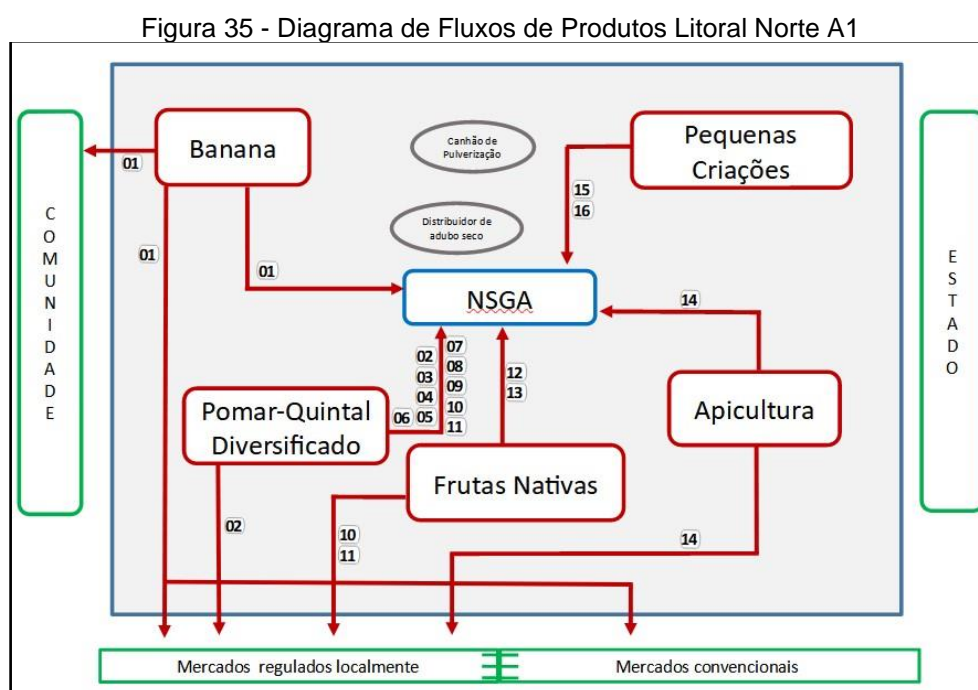 Figura 35 - Diagrama de Fluxos de Produtos Litoral Norte A1
COMUNIDADE
Banana
01
01
01
Canhão de
Pulverização
Distribuidor de
adubo seco
Pequenas
Criações
15
16
ESTADO
NSGA
14
02
03
04
06 05
07
08
09
10
11
12
13
Pomar-Quintal
Diversificado
Apicultura
Frutas Nativas
02
10
11
14
Mercados regulados localmente
Mercados convencionais